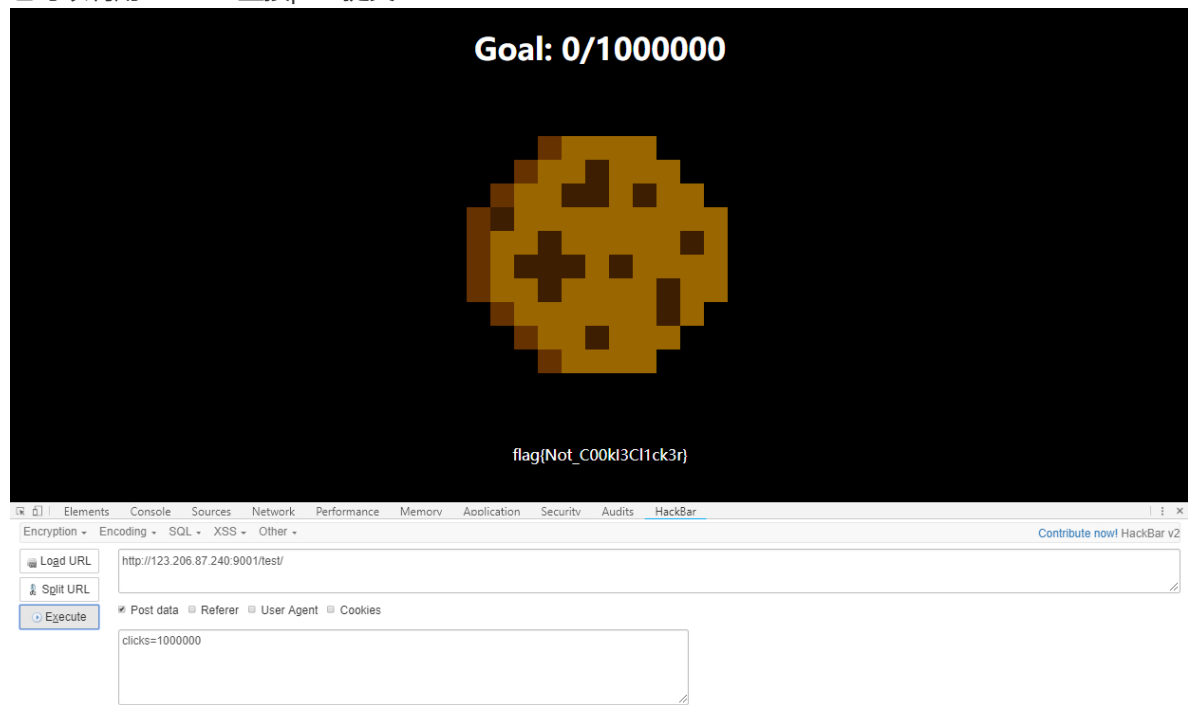 Goal: 0/1000000
flag{Not_C00kI3Cl1ck3r}
Elements Console Sources Network Performance Memory Application Security Audits HackBar
Encryption Encoding SQL XSS Other Contribute now! HackBar v2
Load URL http://123.206.87.240:9001/test/
Split URL
Execute Post data Referer User Agent Cookies
clicks=1000000